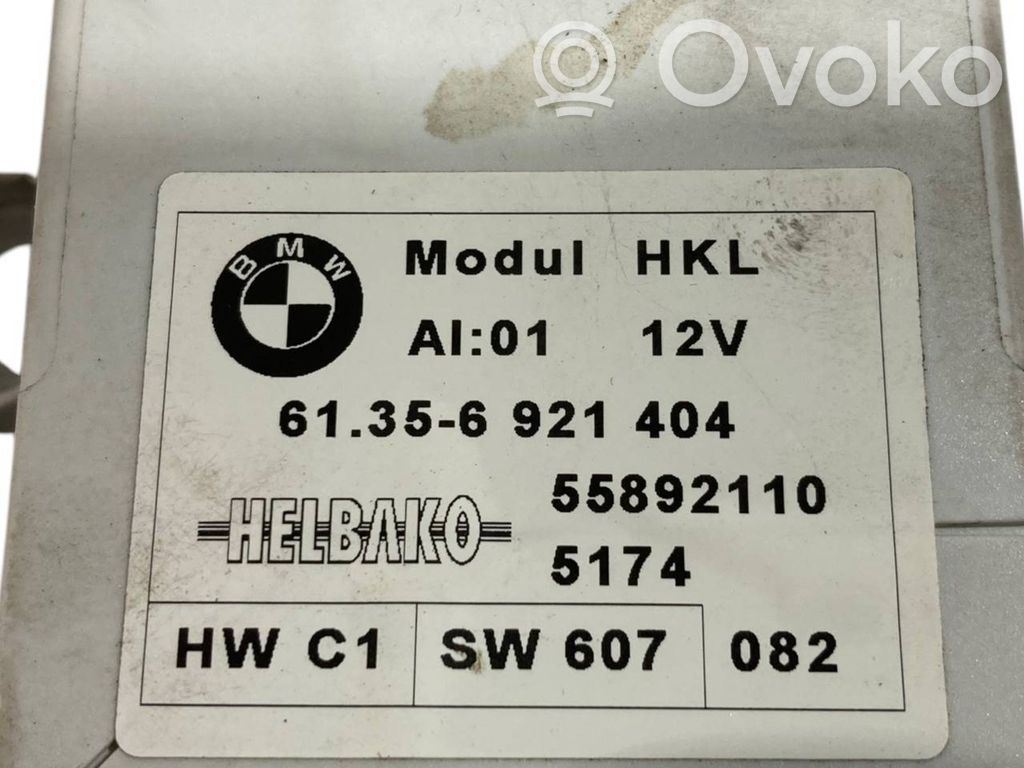 Ovoko
BMW
Modul HKL
AI:01 12V
61.35-6 921 404
55892110
HELBAKO
5174
HW C1 SW 607 082